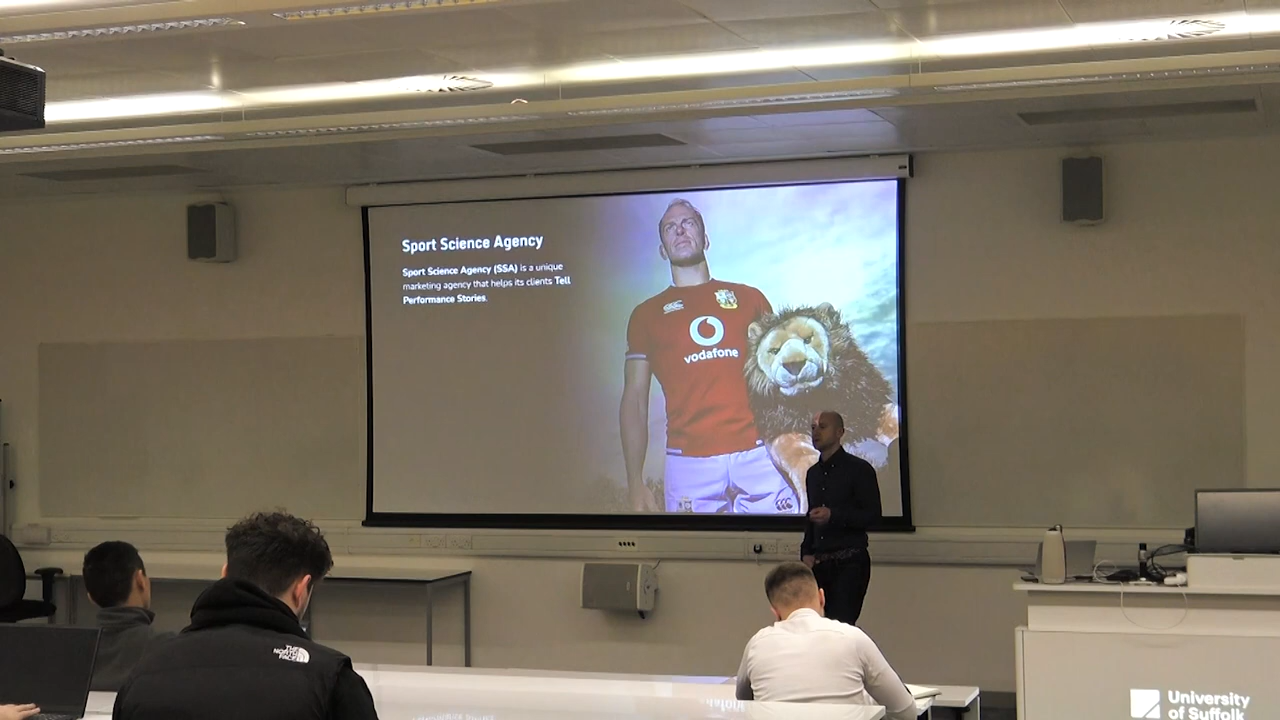 Sport Science Agency
Sport Science Agency (SSA) is a unique
marketing agency that helps its clients Tell
Performance Stories.
vodafone
THE
NORTH
FACE
University
of Suffolk